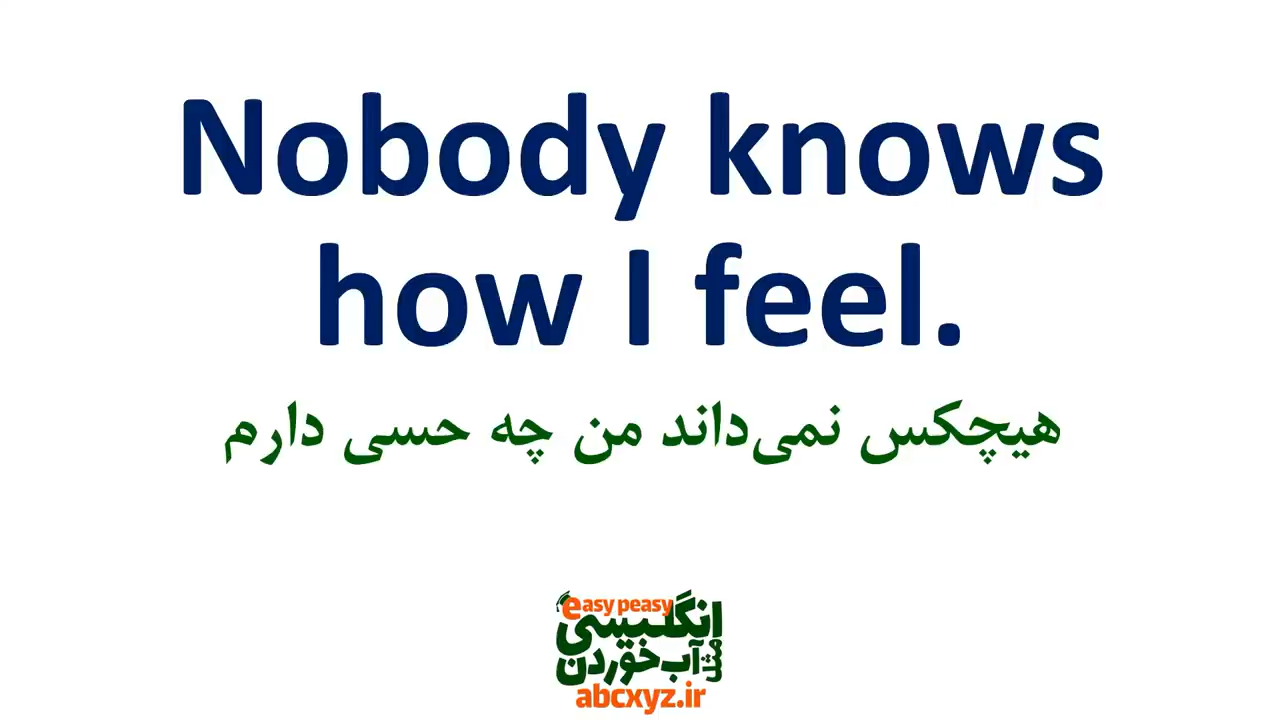 Nobody knows
how I feel.
هیچکس نمی‌داند من چه حسی دارم
easy peasy
انگلیسی
مثل آب خوردن
abcxyz.ir